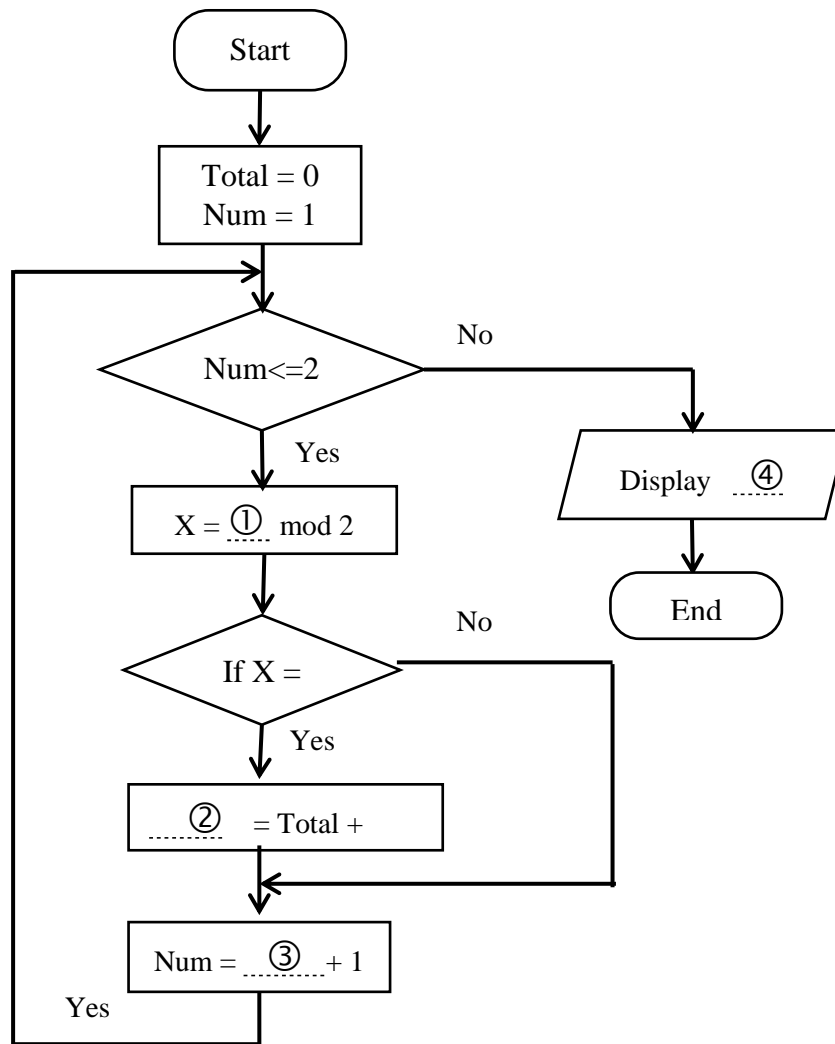 Start
Total = 0
Num = 1
Num<=2
No
Yes
Display ④
X = ① mod 2
End
No
If X =
Yes
② = Total +
Num = ③ + 1
Yes